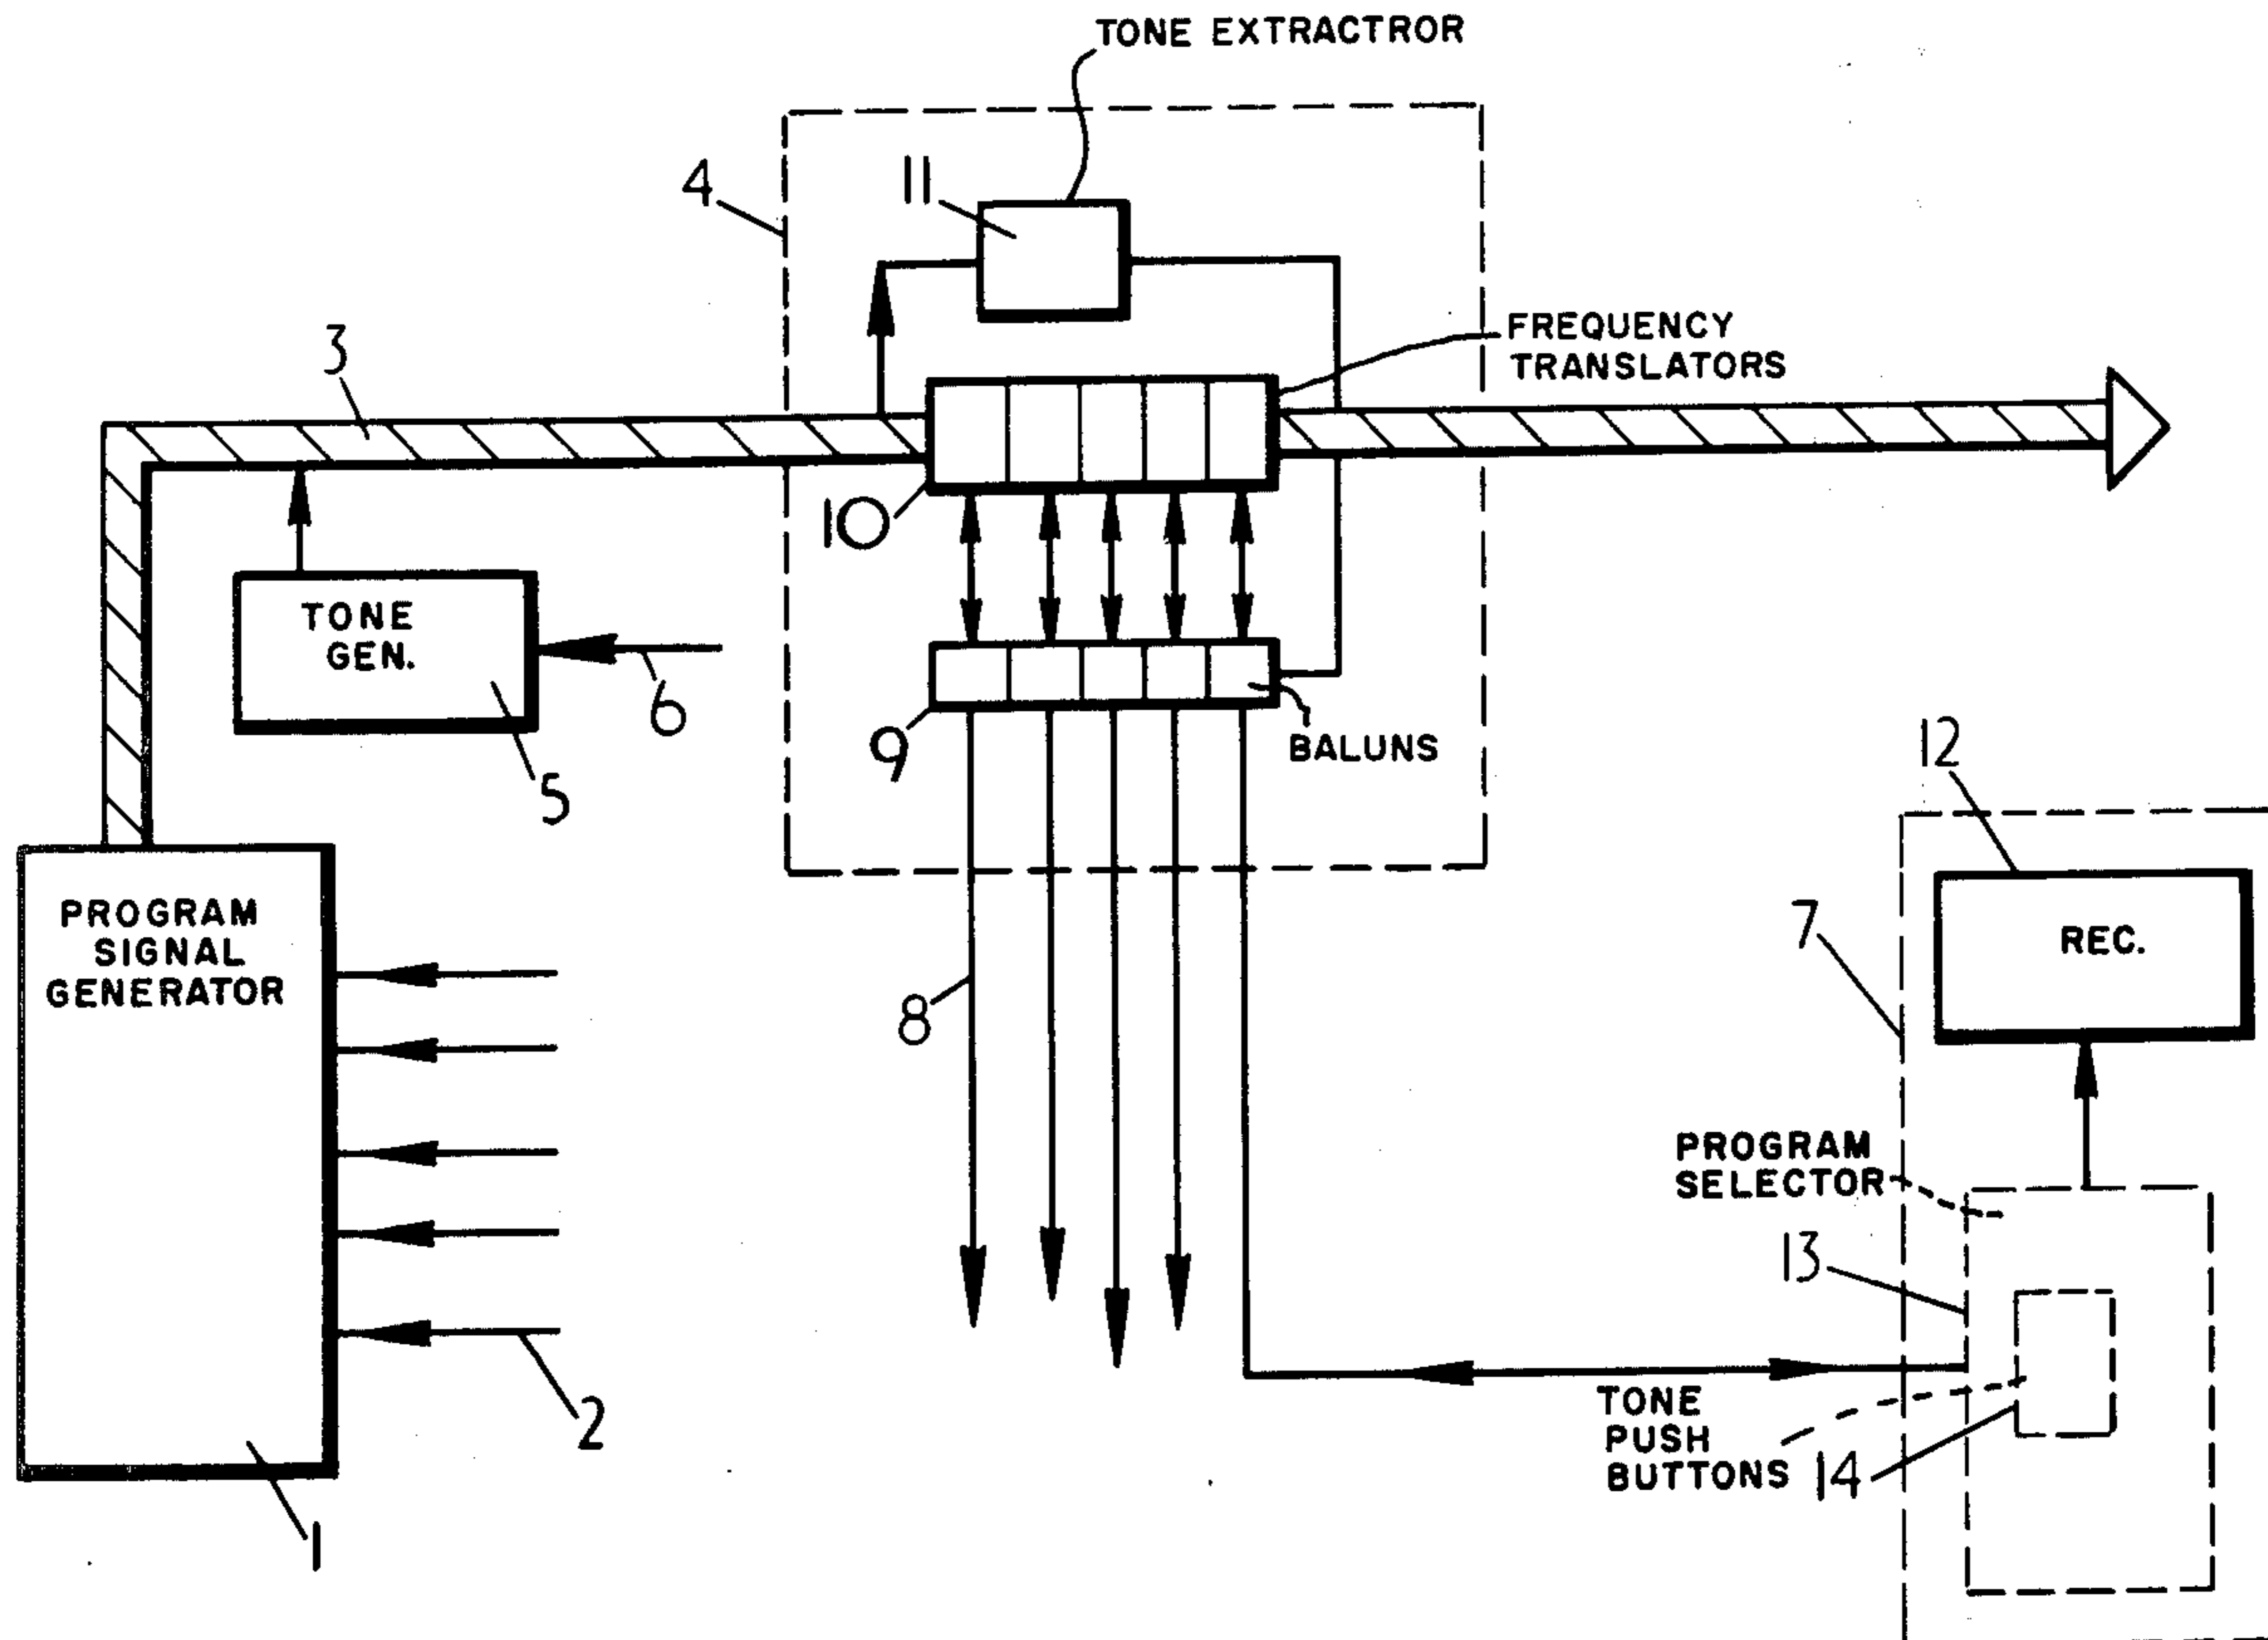 TONE EXTRACTROR
4
11
FREQUENCY
TRANSLATORS
3
10
TONE
GEN.
6
5
9
BALUNS
12
PROGRAM
SIGNAL
GENERATOR
7
REC.
8
PROGRAM
SELECTOR
13
2
TONE
PUSH
BUTTONS
14
1